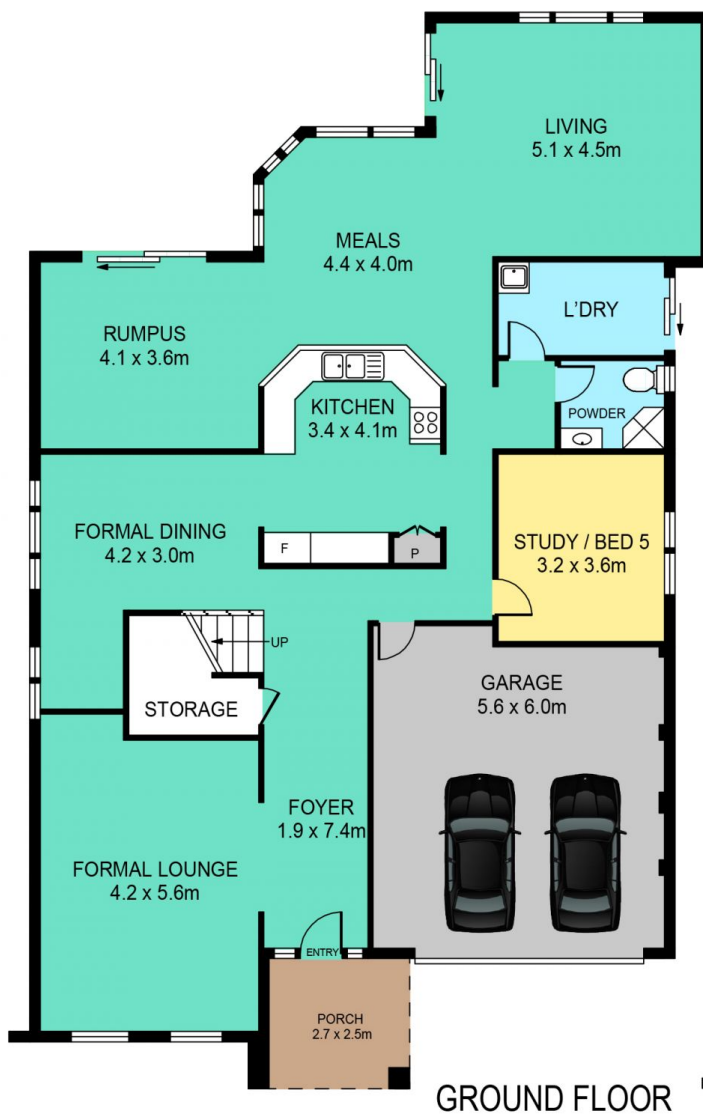 LIVING
5.1 x 4.5m
MEALS
4.4 x 4.0m
L'DRY
RUMPUS
4.1 x 3.6m
KITCHEN
3.4 x 4.1m
POWDER
FORMAL DINING
4.2 x 3.0m
F
P
STUDY / BED 5
3.2 x 3.6m
UP
STORAGE
GARAGE
5.6 x 6.0m
FOYER
1.9 x 7.4m
FORMAL LOUNGE
4.2 x 5.6m
ENTRY
PORCH
2.7 x 2.5m
GROUND FLOOR